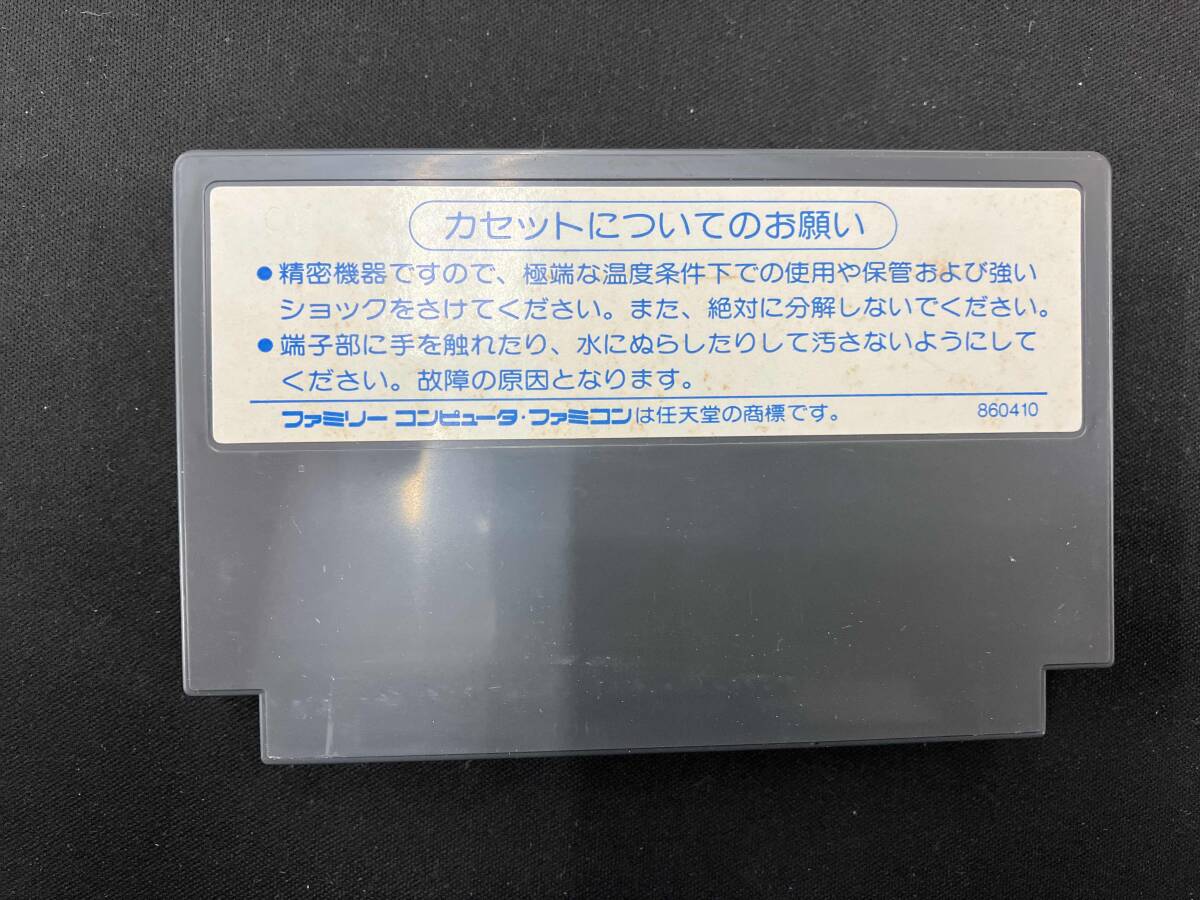 カセットについてのお願い
●精密機器ですので、極端な温度条件下での使用や保管および強い
ショックをさけてください。また、絶対に分解しないでください。
●端子部に手を触れたり、水にぬらしたりして汚さないようにして
ください。故障の原因となります。
ファミリーコンピュータ・ファミコンは任天堂の商標です。 860410